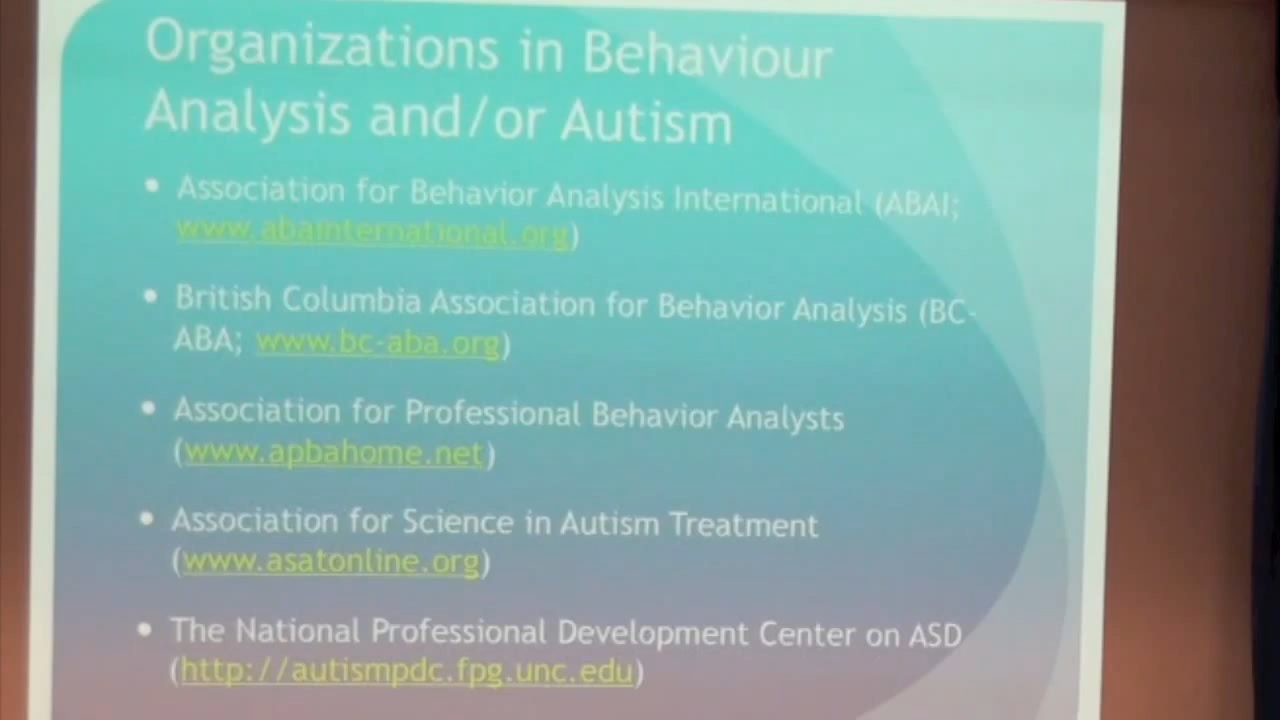 Organizations in Behaviour
Analysis and/or Autism
• Association for Behavior Analysis International (ABAI;
www.abainternational.org)
• British Columbia Association for Behavior Analysis (BC-
ABA; www.bc-aba.org)
• Association for Professional Behavior Analysts
(www.apbahome.net)
• Association for Science in Autism Treatment
(www.asatonline.org)
• The National Professional Development Center on ASD
(http://autismpdc.fpg.unc.edu)